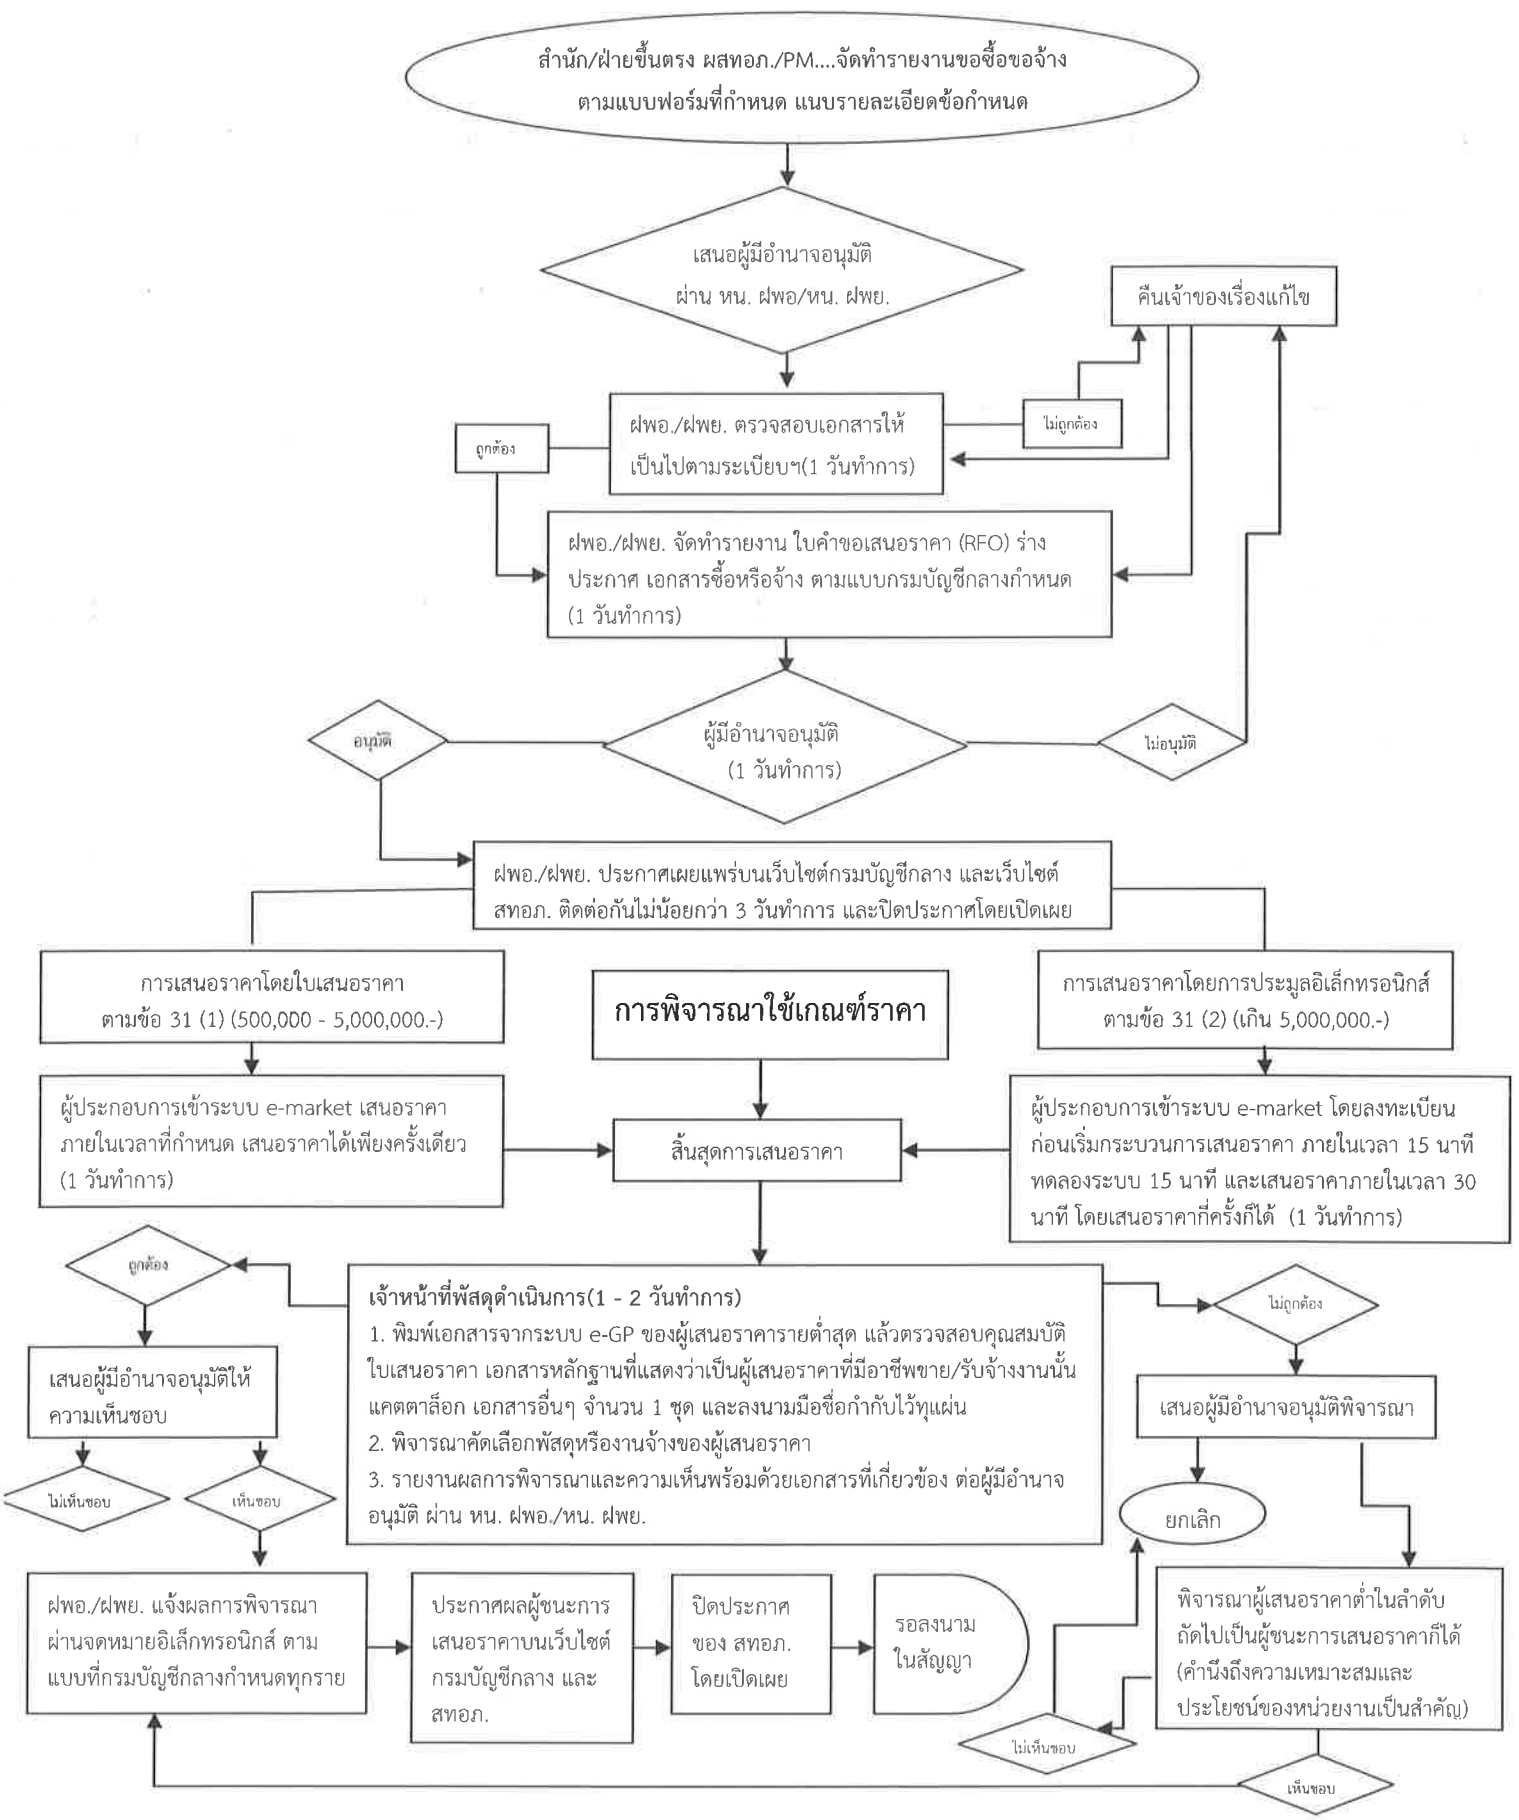 สำนัก/ฝ่ายขึ้นตรง ผสทอภ./PM....จัดทำรายงานขอซื้อขอจ้าง
ตามแบบฟอร์มที่กำหนด แนบรายละเอียดข้อกำหนด
เสนอผู้มีอำนาจอนุมัติ
ผ่าน หน. ฝพอ/หน. ฝพย.
คืนเจ้าของเรื่องแก้ไข
ฝพอ./ฝพย. ตรวจสอบเอกสารให้
เป็นไปตามระเบียบฯ(1 วันทำการ)
ไม่ถูกต้อง
ถูกต้อง
ฝพอ./ฝพย. จัดทำรายงาน ใบคำขอเสนอราคา (RFO) ร่าง
ประกาศ เอกสารซื้อหรือจ้าง ตามแบบกรมบัญชีกลางกำหนด
(1 วันทำการ)
อนุมัติ
ผู้มีอำนาจอนุมัติ
(1 วันทำการ)
ไม่อนุมัติ
ฝพอ./ฝพย. ประกาศเผยแพร่บนเว็บไซต์กรมบัญชีกลาง และเว็บไซต์
สทอภ. ติดต่อกันไม่น้อยกว่า 3 วันทำการ และปิดประกาศโดยเปิดเผย
การเสนอราคาโดยใบเสนอราคา
ตามข้อ 31 (1) (500,000 - 5,000,000.-)
การพิจารณาใช้เกณฑ์ราคา
การเสนอราคาโดยการประมูลอิเล็กทรอนิกส์
ตามข้อ 31 (2) (เกิน 5,000,000.-)
ผู้ประกอบการเข้าระบบ e-market เสนอราคา
ภายในเวลาที่กำหนด เสนอราคาได้เพียงครั้งเดียว
(1 วันทำการ)
สิ้นสุดการเสนอราคา
ผู้ประกอบการเข้าระบบ e-market โดยลงทะเบียน
ก่อนเริ่มกระบวนการเสนอราคา ภายในเวลา 15 นาที
ทดลองระบบ 15 นาที และเสนอราคาภายในเวลา 30
นาที โดยเสนอราคากี่ครั้งก็ได้ (1 วันทำการ)
ถูกต้อง
เจ้าหน้าที่พัสดุดำเนินการ(1 - 2 วันทำการ)
1. พิมพ์เอกสารจากระบบ e-GP ของผู้เสนอราคารายต่ำสุด แล้วตรวจสอบคุณสมบัติ
ใบเสนอราคา เอกสารหลักฐานที่แสดงว่าเป็นผู้เสนอราคาที่มีอาชีพขาย/รับจ้างงานนั้น
แคตตาล็อก เอกสารอื่นๆ จำนวน 1 ชุด และลงนามมือชื่อกำกับไว้ทุแผ่น
2. พิจารณาคัดเลือกพัสดุหรืองานจ้างของผู้เสนอราคา
3. รายงานผลการพิจารณาและความเห็นพร้อมด้วยเอกสารที่เกี่ยวข้อง ต่อผู้มีอำนาจ
อนุมัติ ผ่าน หน. ฝพอ./หน. ฝพย.
ไม่ถูกต้อง
เสนอผู้มีอำนาจอนุมัติให้
ความเห็นชอบ
เสนอผู้มีอำนาจอนุมัติพิจารณา
ไม่เห็นชอบ
เห็นชอบ
ยกเลิก
ฝพอ./ฝพย. แจ้งผลการพิจารณา
ผ่านจดหมายอิเล็กทรอนิกส์ ตาม
แบบที่กรมบัญชีกลางกำหนดทุกราย
ประกาศผลผู้ชนะการ
เสนอราคาบนเว็บไซต์
กรมบัญชีกลาง และ
สทอภ.
ปิดประกาศ
ของ สทอภ.
โดยเปิดเผย
รอลงนาม
ในสัญญา
พิจารณาผู้เสนอราคาต่ำในลำดับ
ถัดไปเป็นผู้ชนะการเสนอราคาก็ได้
(คำนึงถึงความเหมาะสมและ
ประโยชน์ของหน่วยงานเป็นสำคัญ)
ไม่เห็นชอบ
เห็นชอบ